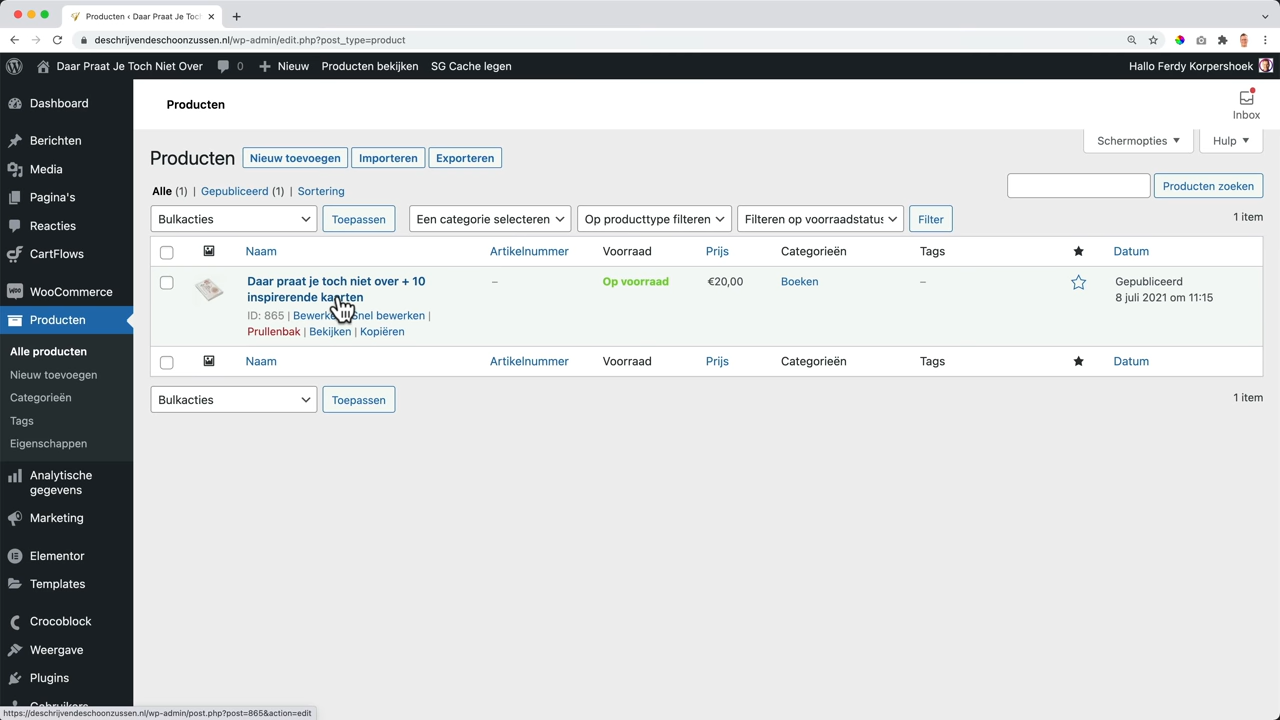 Producten ‹ Daar Praat Je Toch
deschrijvendeschoonzussen.nl/wp-admin/edit.php?post_type=product
Daar Praat Je Toch Niet Over
0
Nieuw
Producten bekijken
SG Cache legen
Hallo Ferdy Korpershoek
Dashboard
Berichten
Media
Pagina's
Reacties
CartFlows
WooCommerce
Producten
Alle producten
Nieuw toevoegen
Categorieën
Tags
Eigenschappen
Analytische
gegevens
Marketing
Elementor
Templates
Crocoblock
Weergave
Plugins
Producten
Inbox
Schermopties
Hulp
Producten
Nieuw toevoegen
Importeren
Exporteren
Alle (1) | Gepubliceerd (1) | Sortering
Producten zoeken
Bulkacties
Toepassen
Een categorie selecteren
Op producttype filteren
Filteren op voorraadstatus
Filter
1 item
Naam
Artikelnummer
Voorraad
Prijs
Categorieën
Tags
Datum
Daar praat je toch niet over + 10
inspirerende kaarten
ID: 865 | Bewerken Snel bewerken |
Prullenbak | Bekijken | Kopiëren
–
Op voorraad
€20,00
Boeken
–
Gepubliceerd
8 juli 2021 om 11:15
Naam
Artikelnummer
Voorraad
Prijs
Categorieën
Tags
Datum
Bulkacties
Toepassen
1 item
https://deschrijvendeschoonzussen.nl/wp-admin/post.php?post=865&action=edit